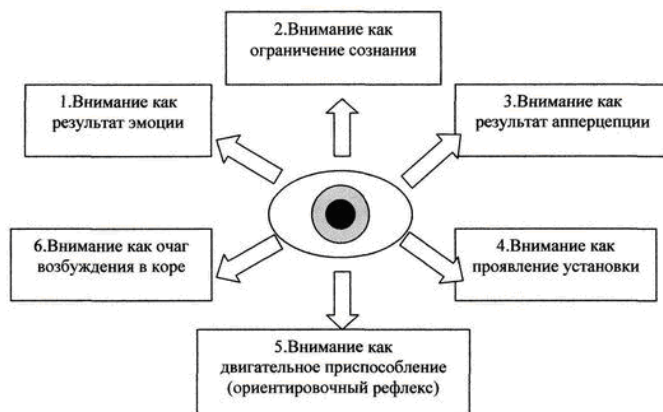 1.Внимание как
результат эмоции
2.Внимание как
ограничение сознания
3.Внимание как
результат апперцепции
4.Внимание как
проявление установки
5.Внимание как
двигательное приспособление
(ориентировочный рефлекс)
6.Внимание как очаг
возбуждения в коре